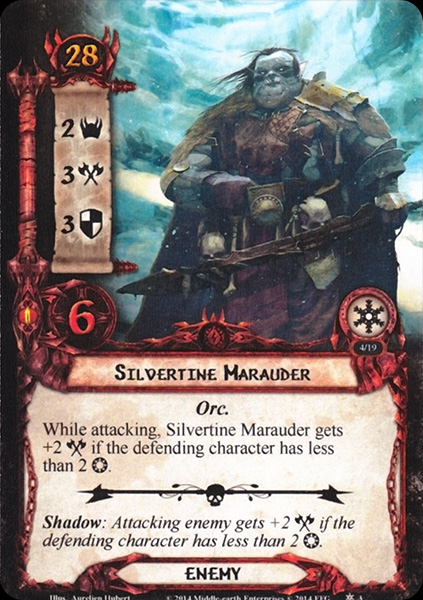 28
2
3
3
6
4/19
SILVERTINE MARAUDER
Orc.
While attacking, Silvertine Marauder gets
+2 if the defending character has less
than 2 .
Shadow: Attacking enemy gets +2 if the
defending character has less than 2 .
ENEMY
Illus. Aurelien Hubert © 2014 Middle-earth Enterprises © 2014 FFG A